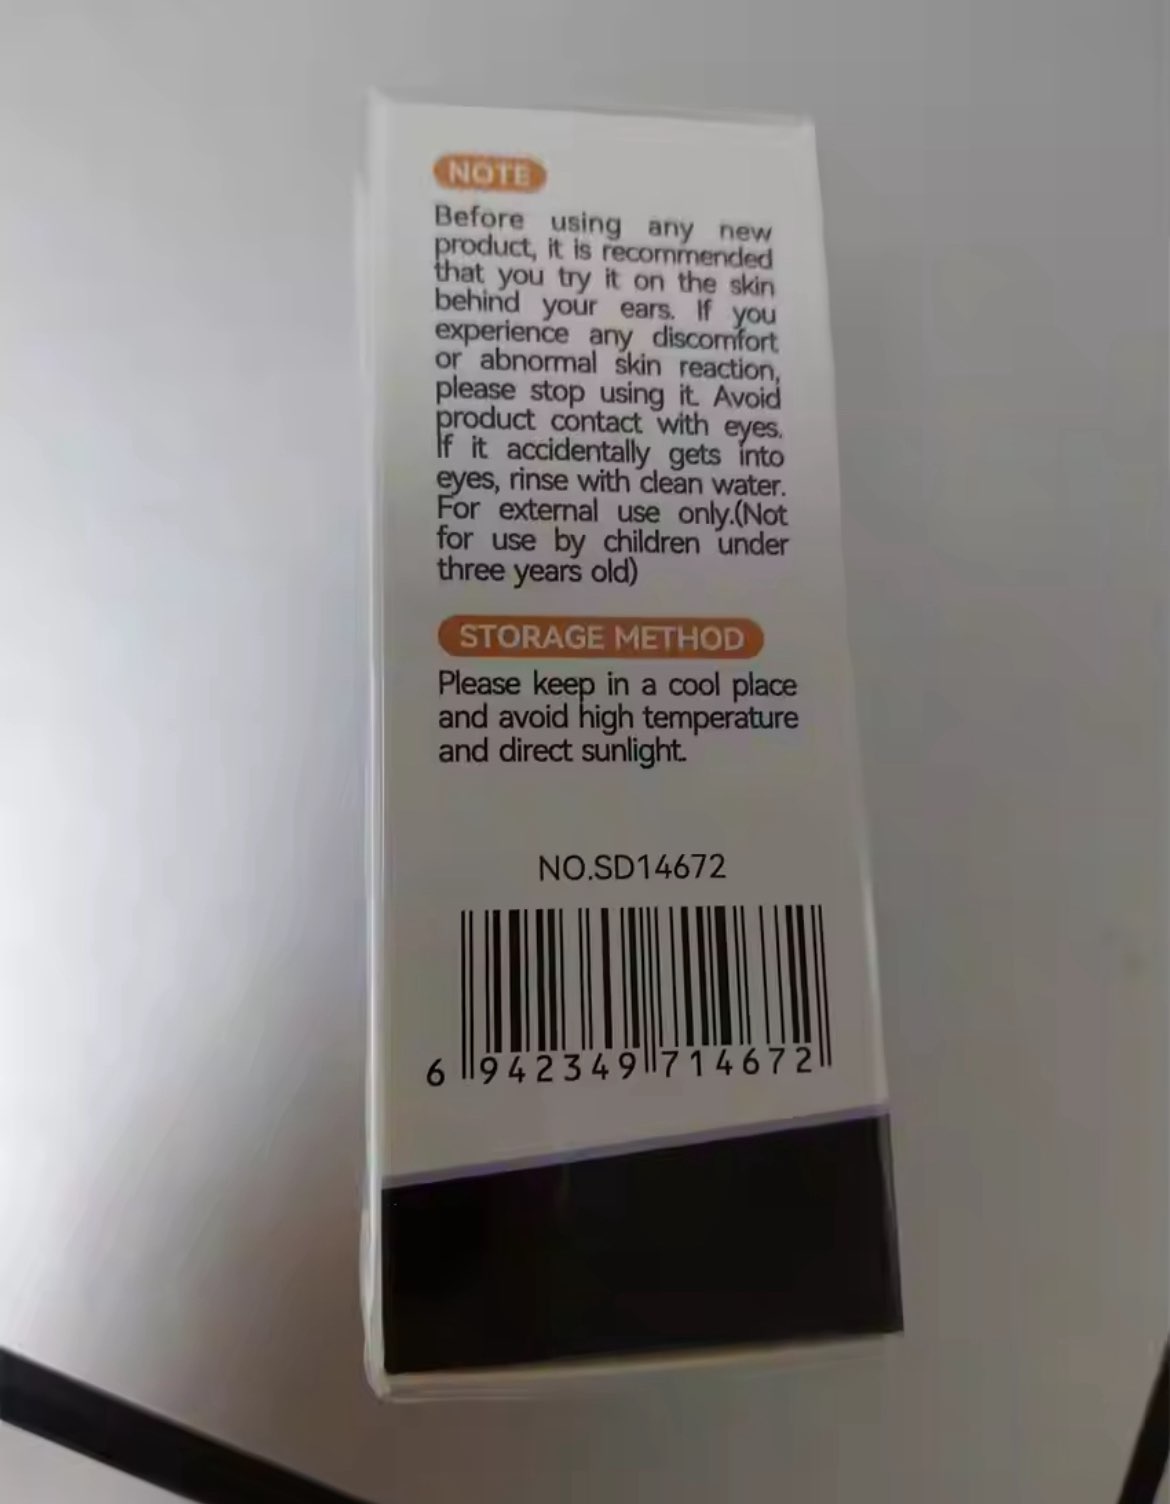 NOTE
Before using any new
product, it is recommended
that you try it on the skin
behind your ears. If you
experience any discomfort
or abnormal skin reaction,
please stop using it. Avoid
product contact with eyes.
If it accidentally gets into
eyes, rinse with clean water.
For external use only.(Not
for use by children under
three years old)
STORAGE METHOD
Please keep in a cool place
and avoid high temperature
and direct sunlight.
NO.SD14672
6 942349 714672